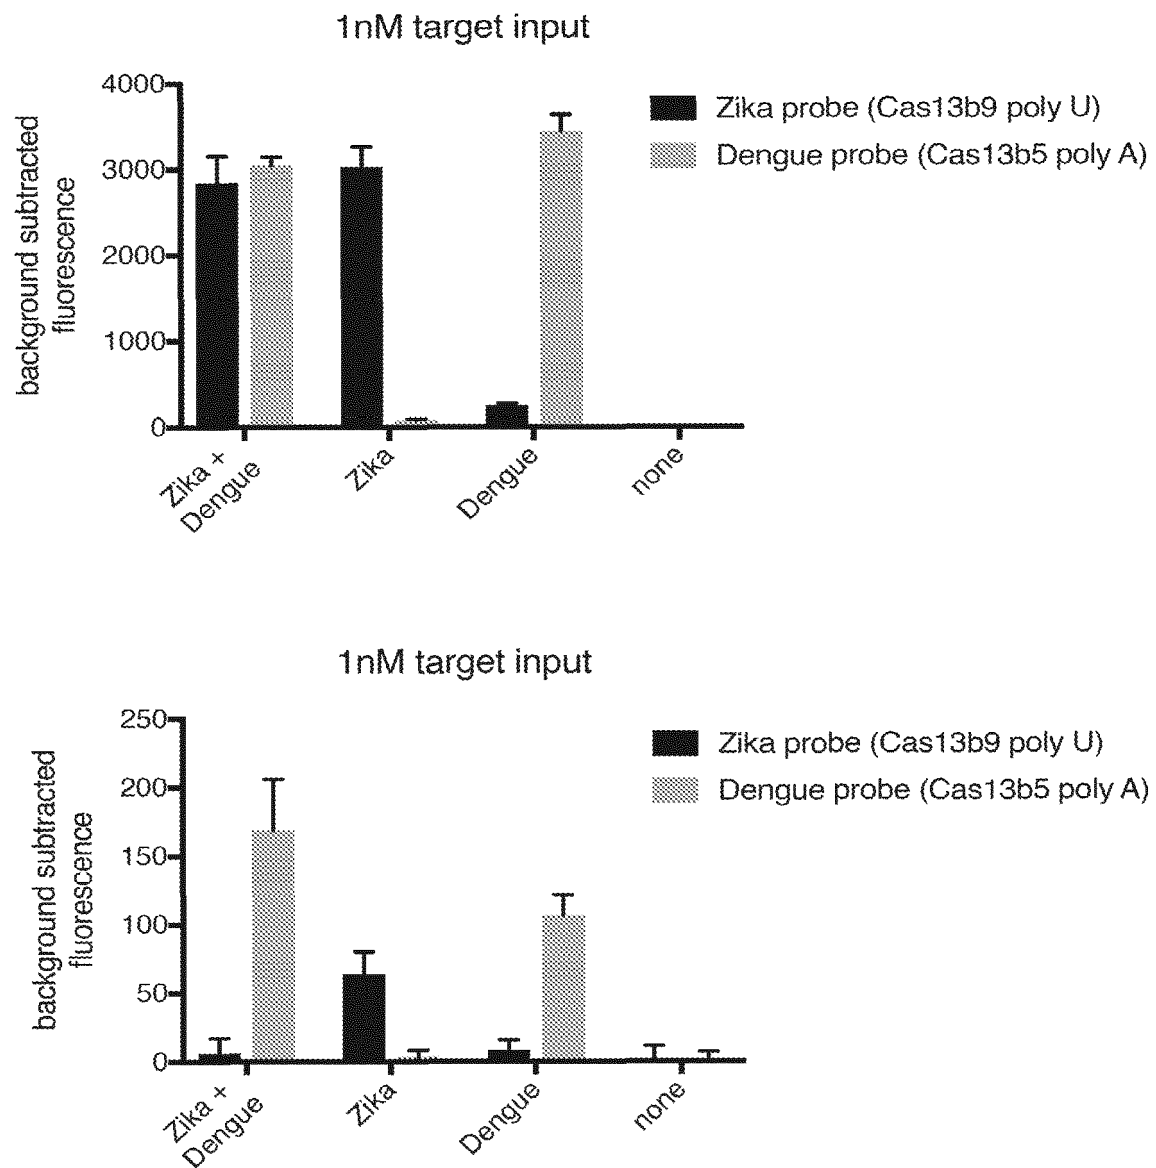 1nM target input
background subtracted
fluorescence
4000
3000
2000
1000
0
Zika probe (Cas13b9 poly U)
Dengue probe (Cas13b5 poly A)
Zika +
Dengue
Zika
Dengue
none
1nM target input
background subtracted
fluorescence
250
200
150
100
50
0
Zika probe (Cas13b9 poly U)
Dengue probe (Cas13b5 poly A)
Zika +
Dengue
Zika
Dengue
none